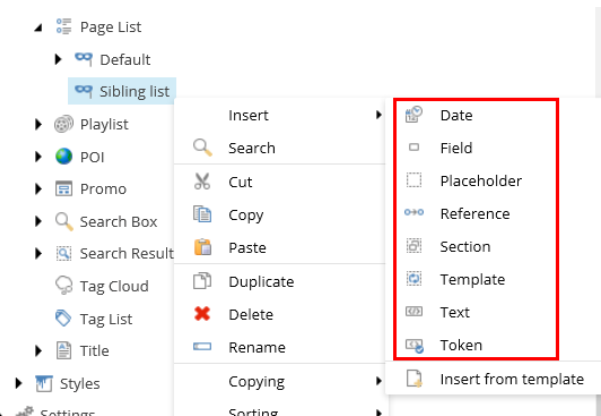 Page List
Default
Sibling list
Playlist
POI
Promo
Search Box
Search Result
Tag Cloud
Tag List
Title
Styles
Settings
Insert
Search
Cut
Copy
Paste
Duplicate
Delete
Rename
Copying
Sorting
Date
Field
Placeholder
Reference
Section
Template
Text
Token
Insert from template